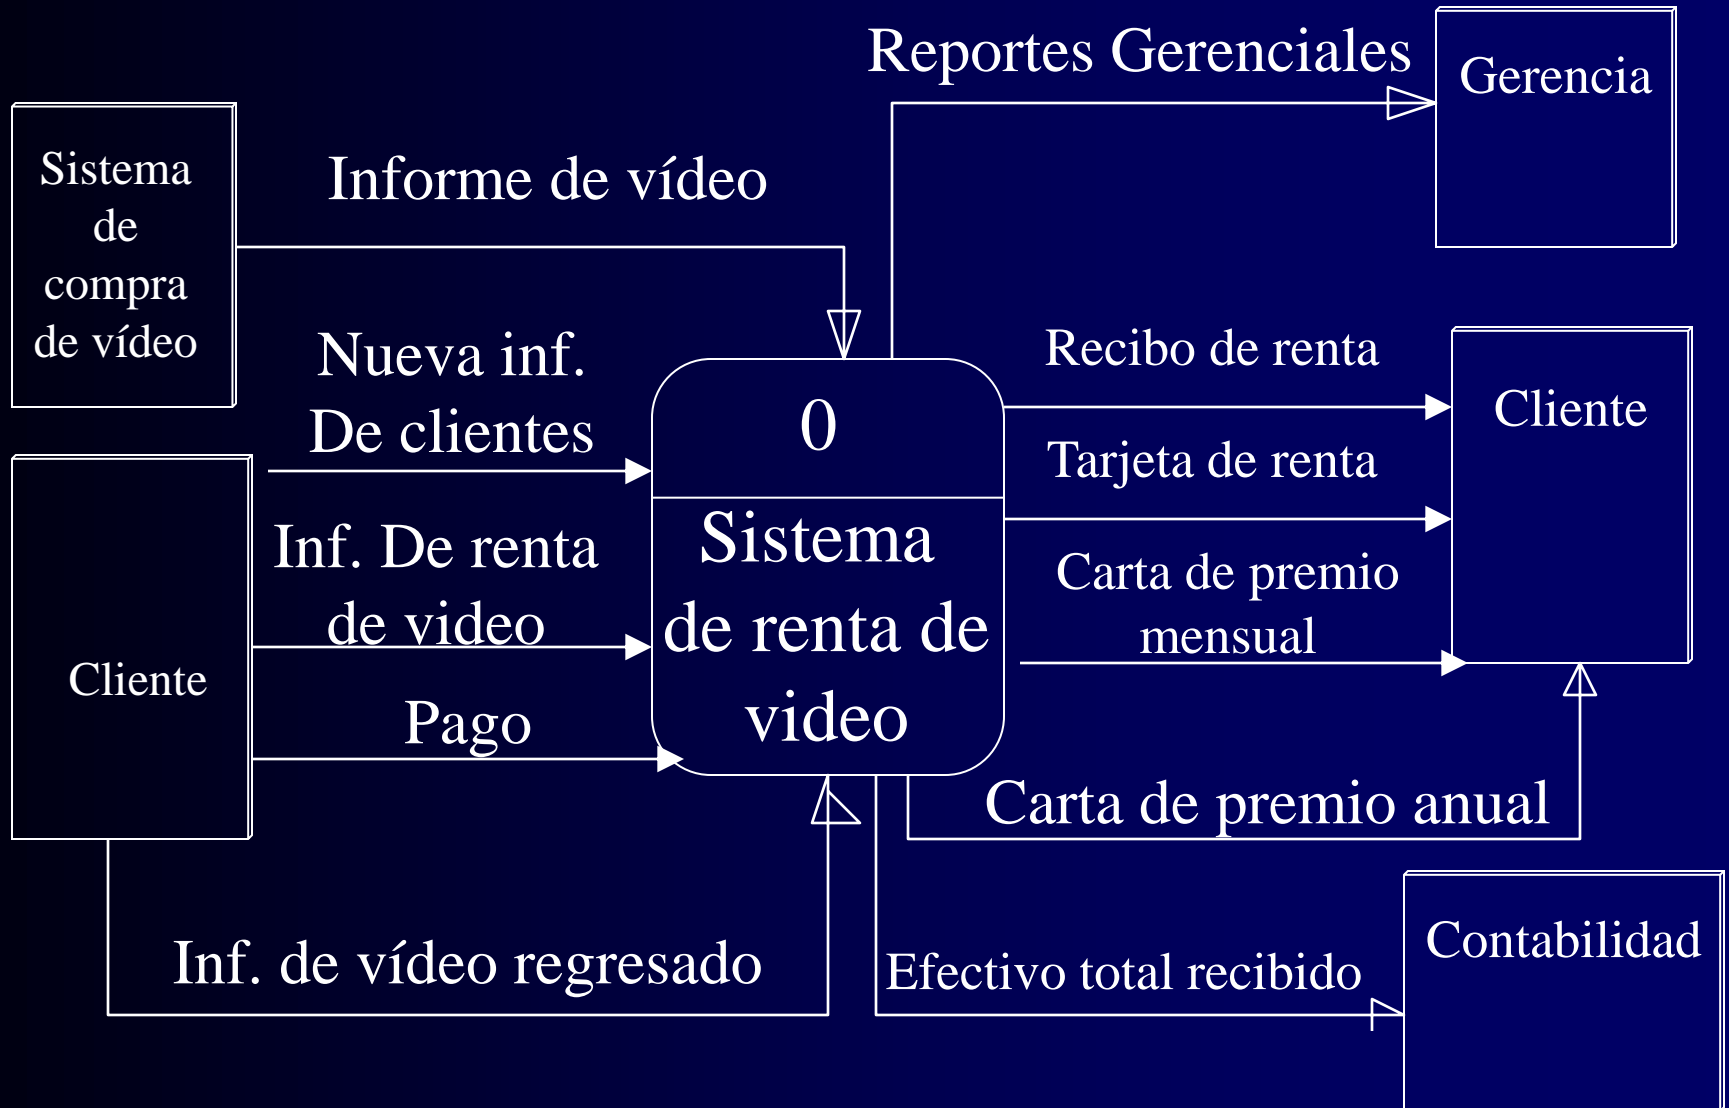 Reportes Gerenciales
Gerencia
Sistema
de
compra
de vídeo
Informe de vídeo
Nueva inf.
De clientes
0
Sistema
de renta de
video
Recibo de renta
Tarjeta de renta
Carta de premio
mensual
Cliente
Cliente
Inf. De renta
de video
Pago
Carta de premio anual
Inf. de vídeo regresado
Efectivo total recibido
Contabilidad